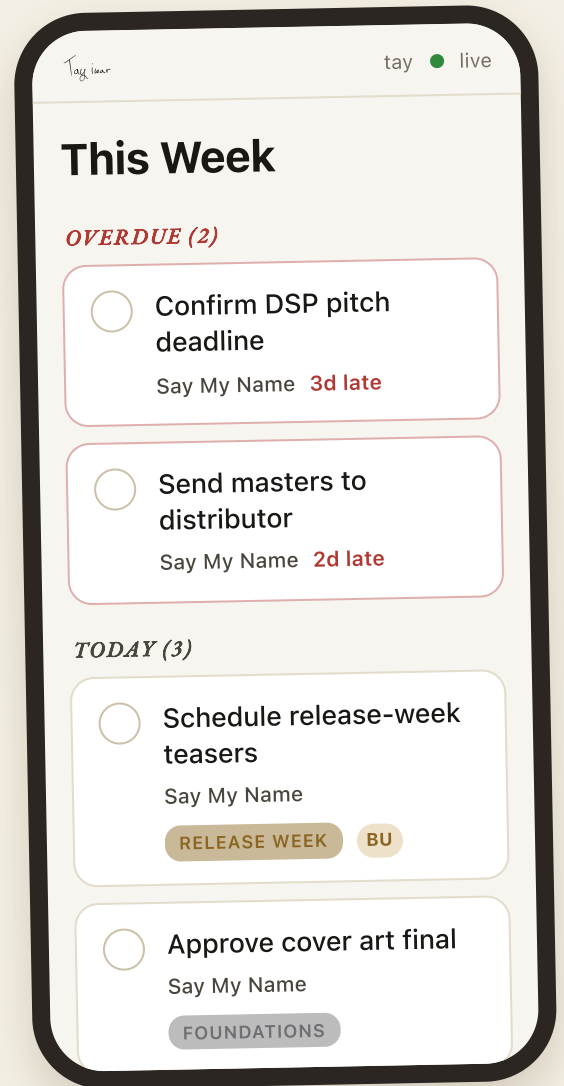 Tay iwar
tay live
This Week
OVERDUE (2)
Confirm DSP pitch
deadline
Say My Name 3d late
Send masters to
distributor
Say My Name 2d late
TODAY (3)
Schedule release-week
teasers
Say My Name
RELEASE WEEK BU
Approve cover art final
Say My Name
FOUNDATIONS